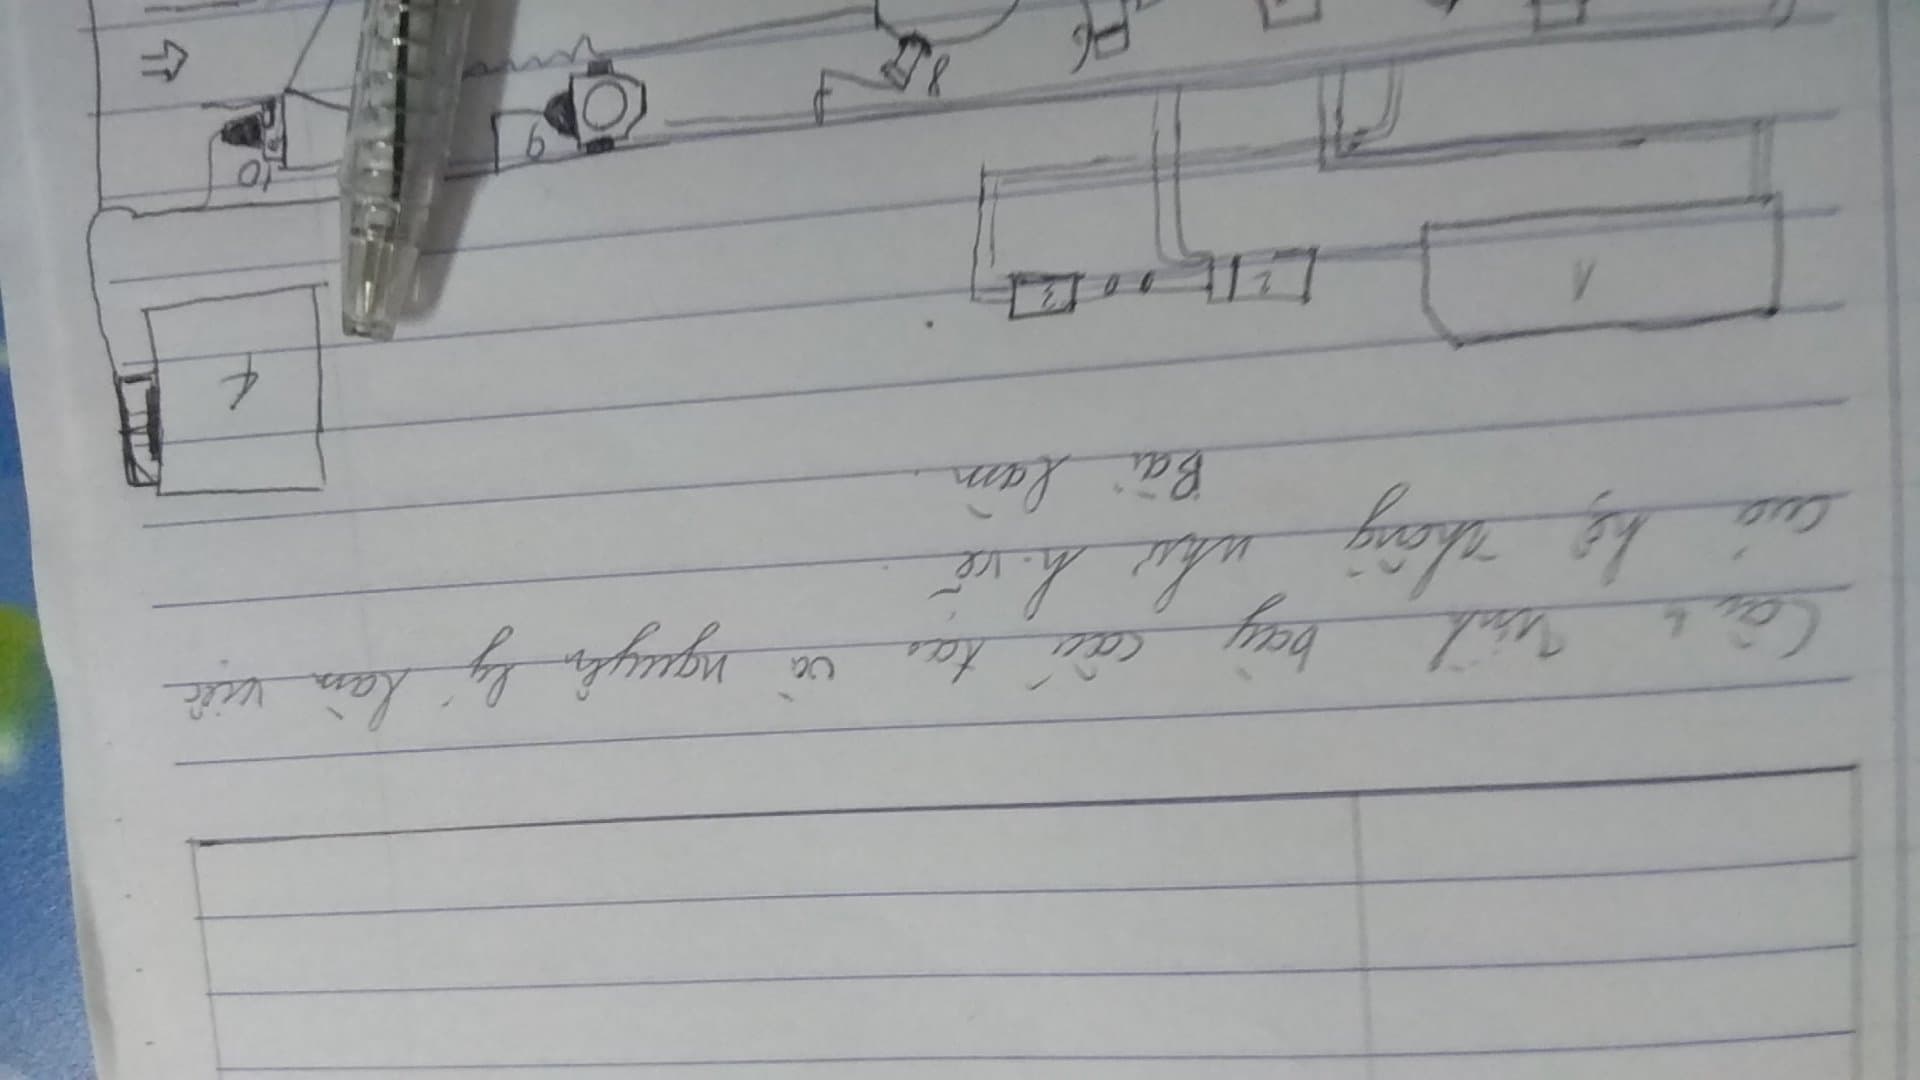 Câu 1. Trình bày cấu tạo và nguyên lý làm việc
của hệ thống như h.vẽ
Bài làm.
1
2
3
4
10
9
8
6